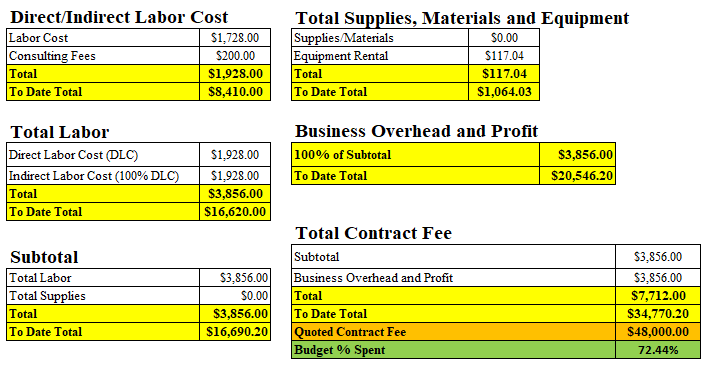 Direct/Indirect Labor Cost
Labor Cost $1,728.00
Consulting Fees $200.00
Total $1,928.00
To Date Total $8,410.00
Total Supplies, Materials and Equipment
Supplies/Materials $0.00
Equipment Rental $117.04
Total $117.04
To Date Total $1,064.03
Total Labor
Direct Labor Cost (DLC) $1,928.00
Indirect Labor Cost (100% DLC) $1,928.00
Total $3,856.00
To Date Total $16,620.00
Business Overhead and Profit
100% of Subtotal $3,856.00
To Date Total $20,546.20
Subtotal
Total Labor $3,856.00
Total Supplies $0.00
Total $3,856.00
To Date Total $16,690.20
Total Contract Fee
Subtotal $3,856.00
Business Overhead and Profit $3,856.00
Total $7,712.00
To Date Total $34,770.20
Quoted Contract Fee $48,000.00
Budget % Spent 72.44%